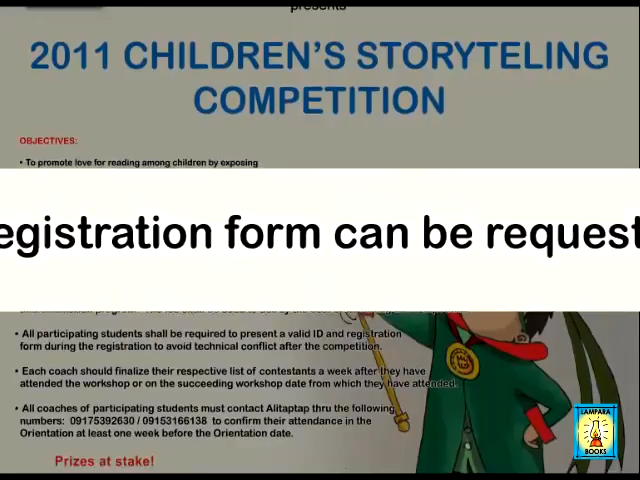 presents
2011 CHILDREN'S STORYTELING
COMPETITION
OBJECTIVES:
• To promote love for reading among children by exposing
egistration form can be request
• All participating students shall be required to present a valid ID and registration
form during the registration to avoid technical conflict after the competition.
• Each coach should finalize their respective list of contestants a week after they have
attended the workshop or on the succeeding workshop date from which they have attended.
• All coaches of participating students must contact Alitaptap thru the following
numbers: 09175392630 / 09153166138 to confirm their attendance in the
Orientation at least one week before the Orientation date.
Prizes at stake!
LAMPARA
BOOKS